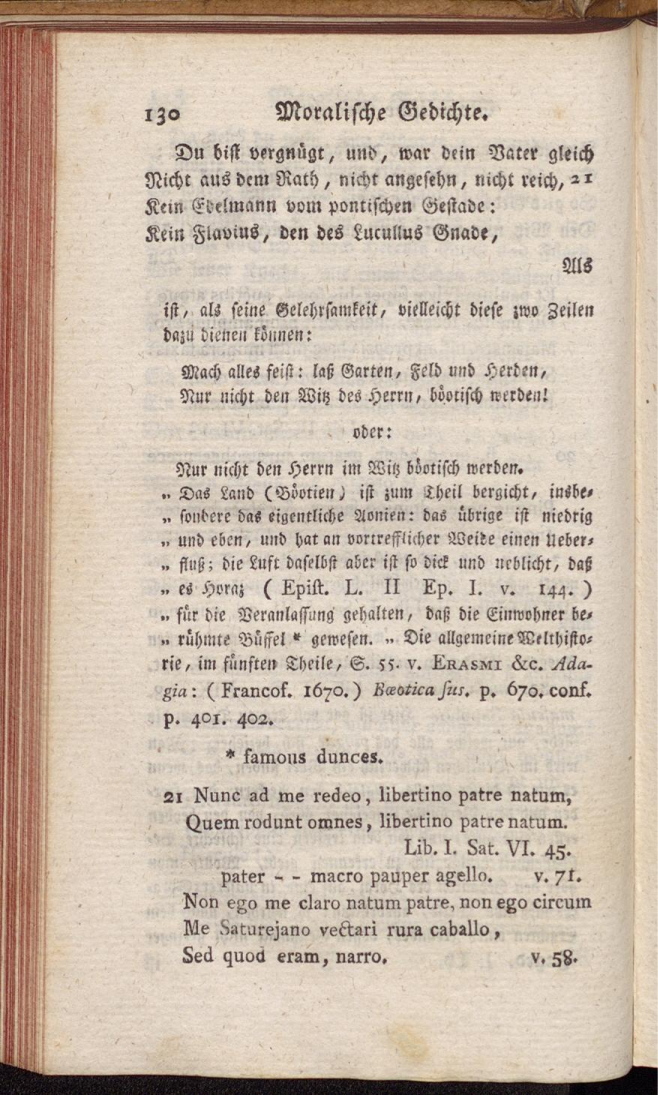 130 Moralische Gedichte.
Du bist vergnügt, und, war dein Vater gleich
Nicht aus dem Rath, nicht angesehn, nicht reich, 21
Kein Edelmann vom pontischen Gestade:
Kein Flavius, den des Lucullus Gnade,
Als
ist, als seine Gelehrsamkeit, vielleicht diese zwo Zeilen
dazu dienen können:
Mach alles feist: laß Garten, Feld und Herden,
Nur nicht den Witz des Herrn, böotisch werden!
oder:
Nur nicht den Herrn im Witz böotisch werden.
„ Das Land (Böotien) ist zum Theil bergicht, insbe-
„ sondere das eigentliche Aonien: das übrige ist niedrig
„ und eben, und hat an vortrefflicher Weide einen Ueber-
„ fluß; die Luft daselbst aber ist so dick und neblicht, daß
„ es Horaz ( Epist. L. II Ep. I. v. 144. )
„ für die Veranlassung gehalten, daß die Einwohner be-
„ rühmte Büffel * gewesen. „ Die allgemeine Welthisto-
rie, im fünften Theile, S. 55. v. ERASMI &c. Ada-
gia: (Francof. 1670.) Bœotica sus. p. 670. conf.
p. 401. 402.
* famous dunces.
21 Nunc ad me redeo, libertino patre natum,
Quem rodunt omnes, libertino patre natum.
Lib. I. Sat. VI. 45.
pater - - macro pauper agello. v. 71.
Non ego me claro natum patre, non ego circum
Me Saturejano vectari rura caballo,
Sed quod eram, narro. v. 58.